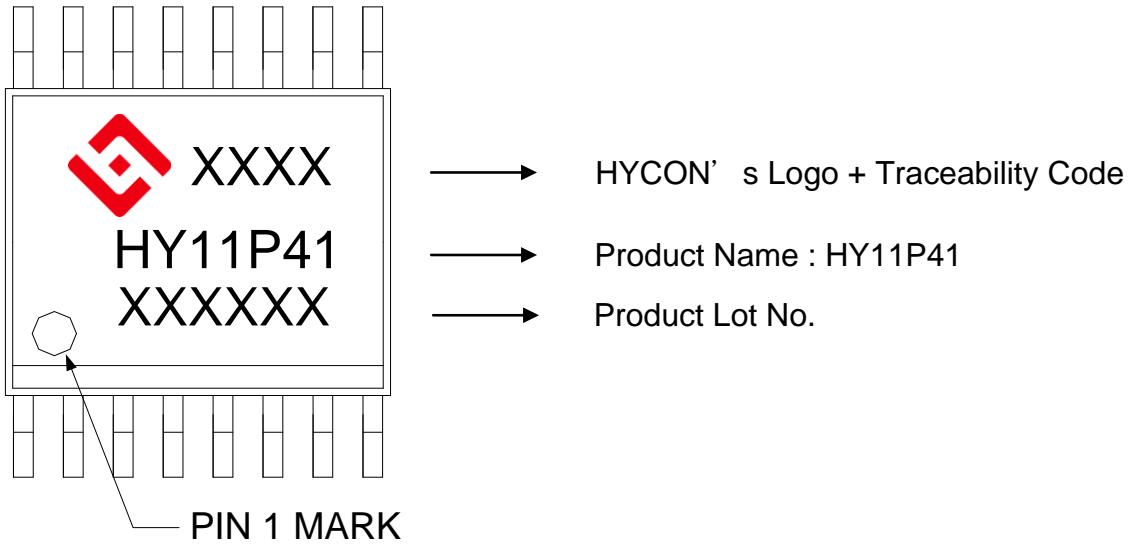 XXXX
HYCON’s Logo + Traceability Code
HY11P41
Product Name : HY11P41
XXXXXX
Product Lot No.
PIN 1 MARK